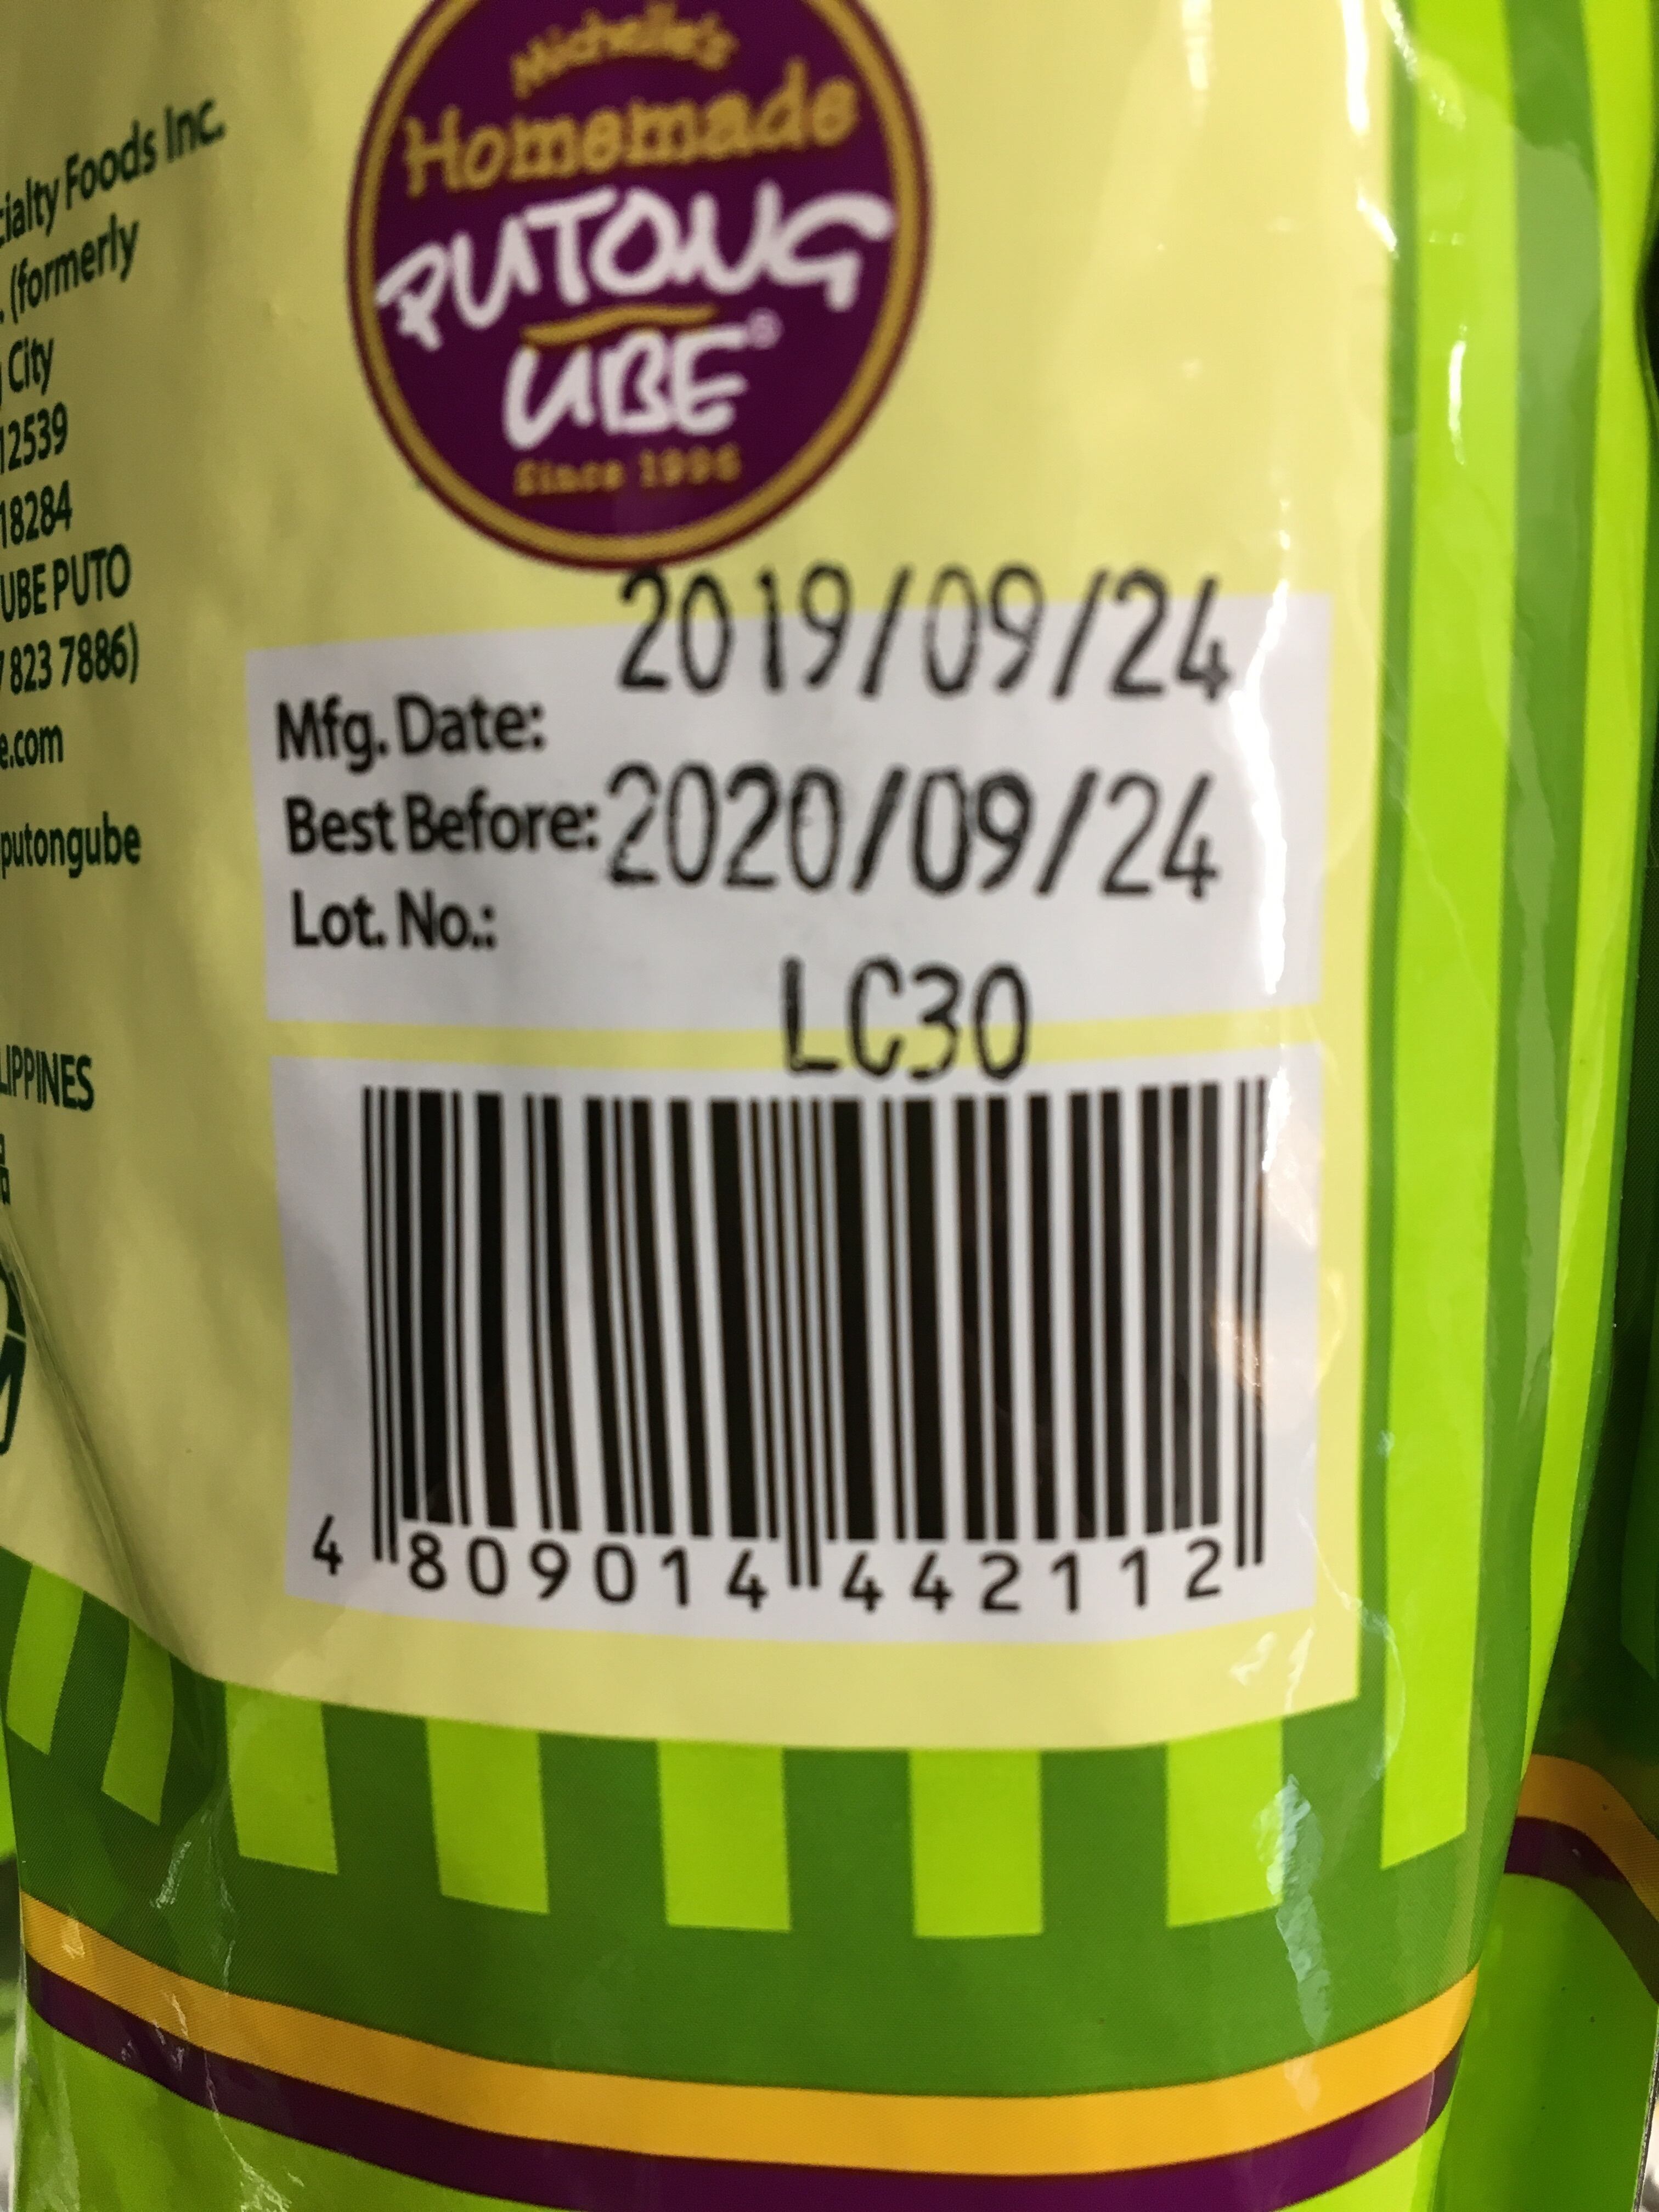 Michelle's
Homemade
PUTONG
UBE®
Since 1996
cialty Foods Inc.
. (formerly
g City
12539
18284
UBE PUTO
7 823 7886)
e.com
putongube
LIPPINES
品
2019/09/24
Mfg. Date:
Best Before: 2020/09/24
Lot. No.:
LC30
4 809014 442112